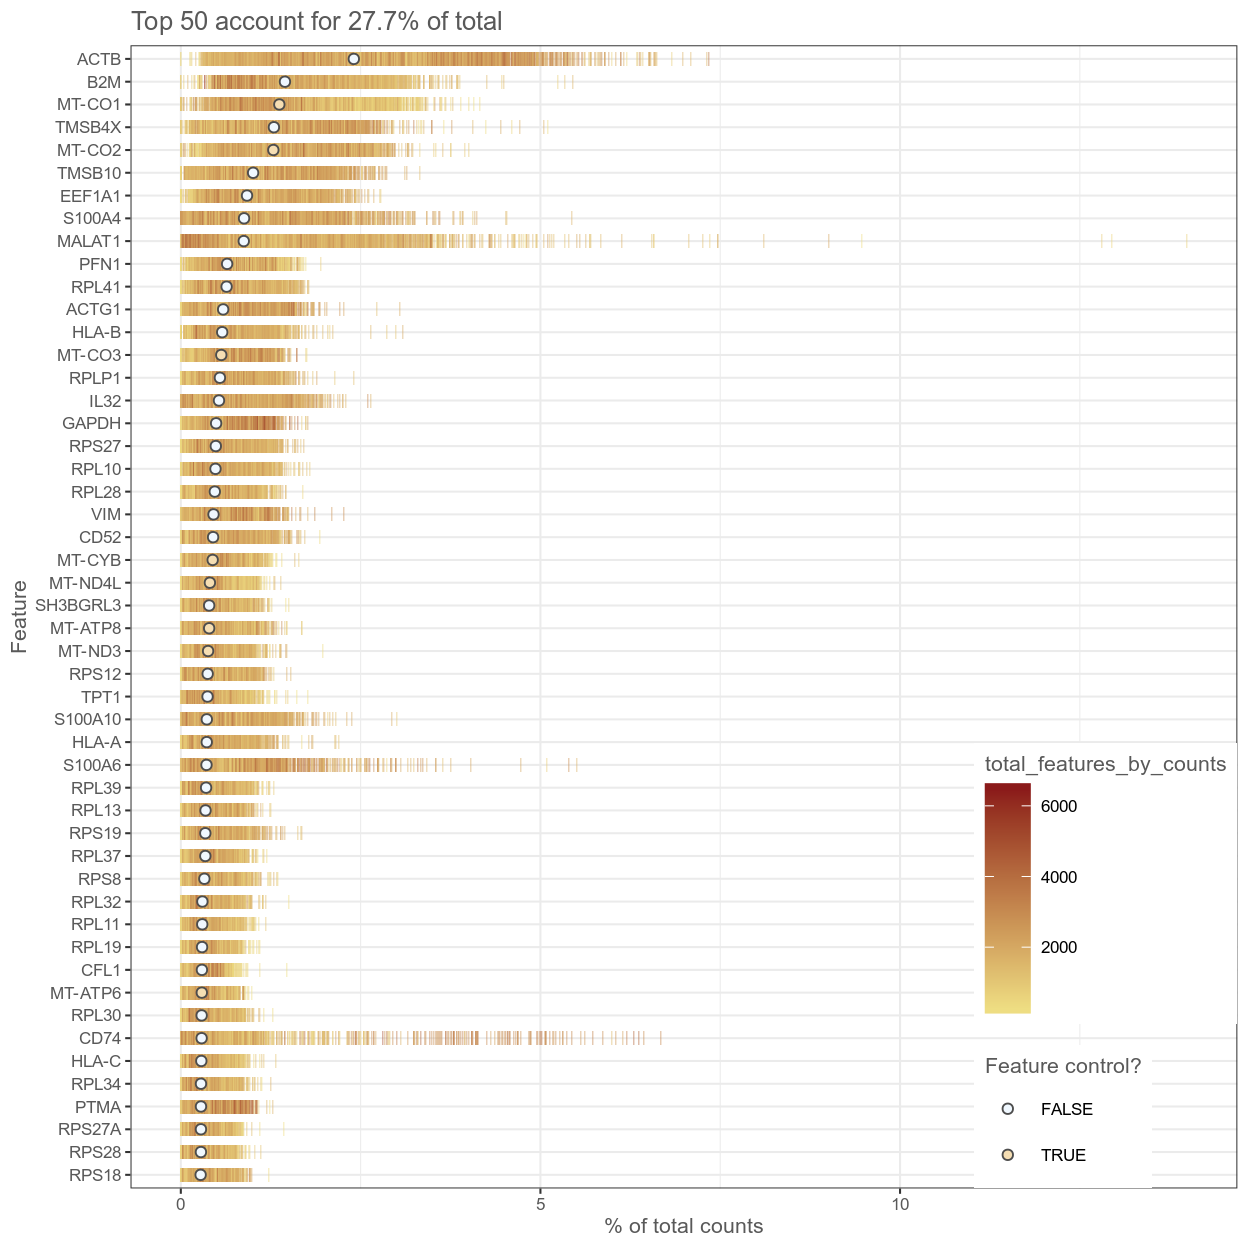 Top 50 account for 27.7% of total
ACTB
B2M
MT-CO1
TMSB4X
MT-CO2
TMSB10
EEF1A1
S100A4
MALAT1
PFN1
RPL41
ACTG1
HLA-B
MT-CO3
RPLP1
IL32
GAPDH
RPS27
RPL10
RPL28
VIM
CD52
MT-CYB
MT-ND4L
SH3BGRL3
MT-ATP8
MT-ND3
RPS12
TPT1
S100A10
HLA-A
S100A6
RPL39
RPL13
RPS19
RPL37
RPS8
RPL32
RPL11
RPL19
CFL1
MT-ATP6
RPL30
CD74
HLA-C
RPL34
PTMA
RPS27A
RPS28
RPS18
Feature
0 5 10
% of total counts
total_features_by_counts
6000
4000
2000
Feature control?
FALSE
TRUE